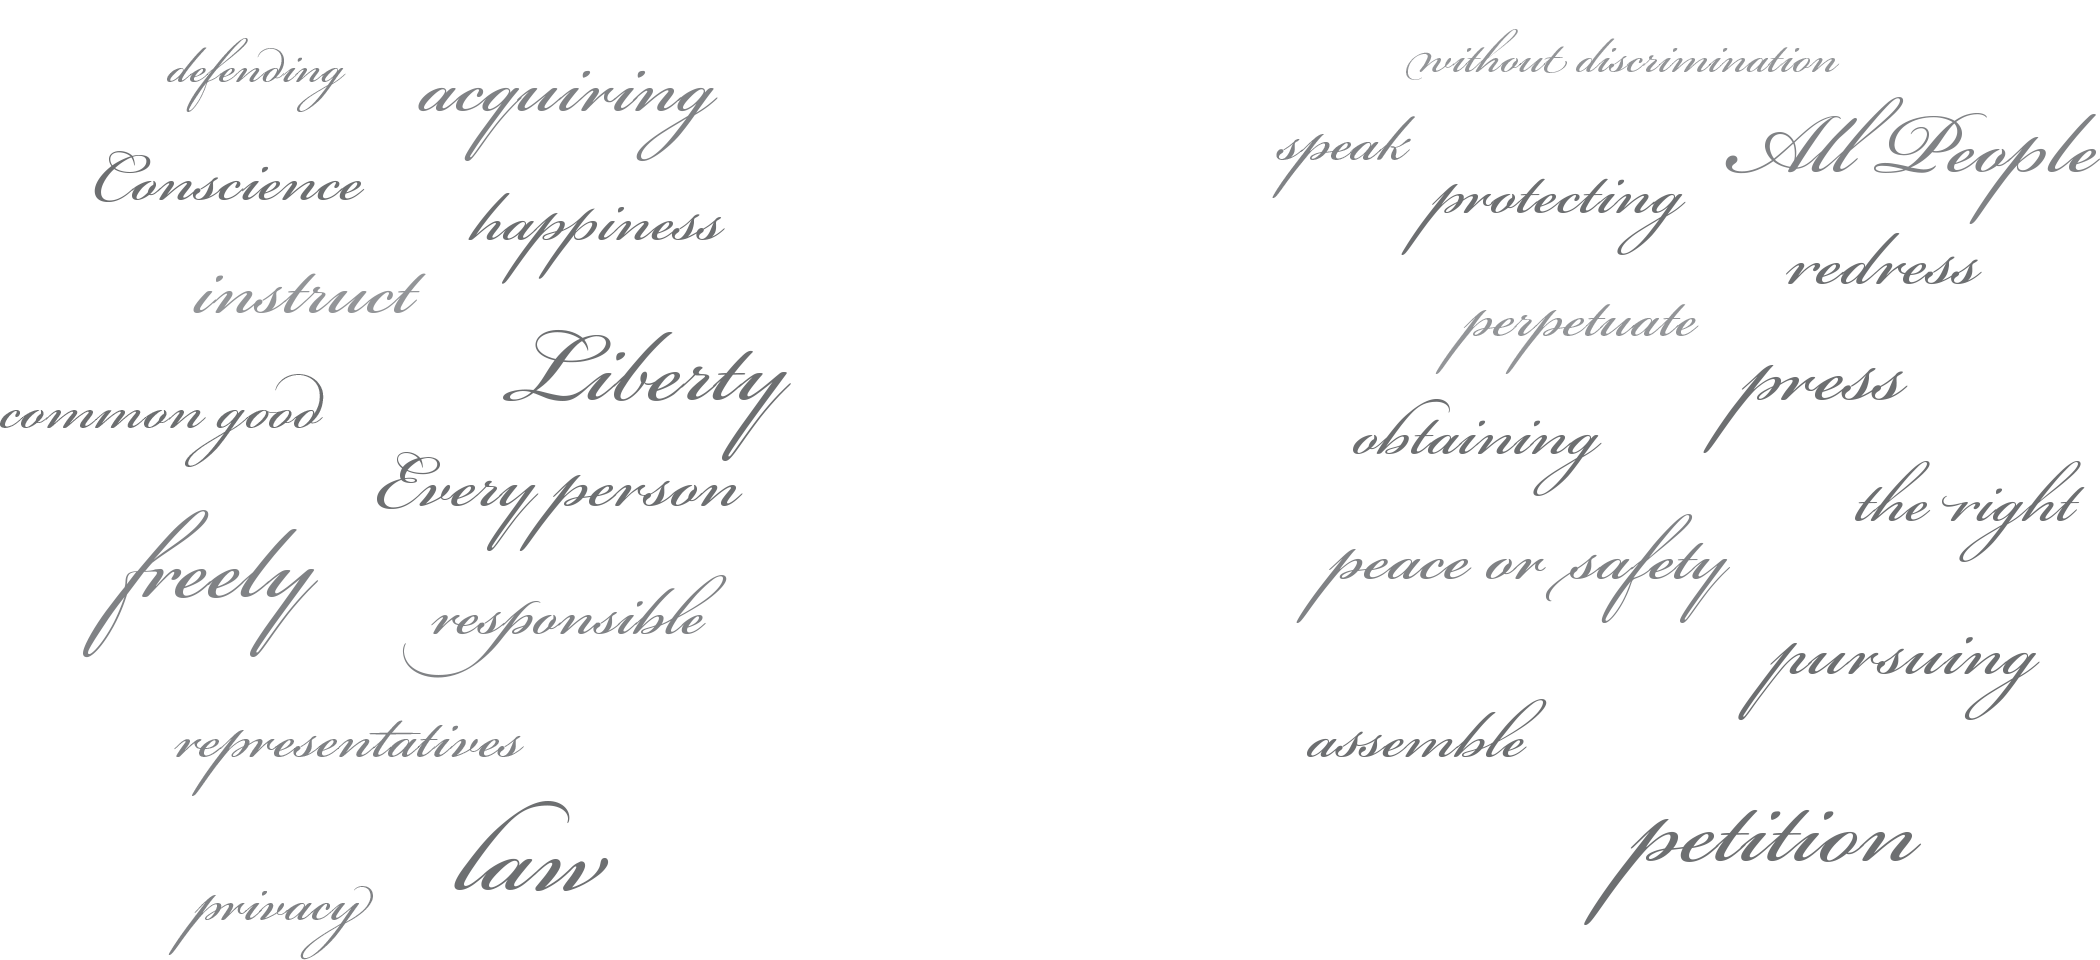 defending
acquiring
Conscience
happiness
instruct
Liberty
common good
Every person
freely
responsible
representatives
law
privacy
without discrimination
speak
All People
protecting
redress
perpetuate
press
obtaining
the right
peace or safety
pursuing
assemble
petition